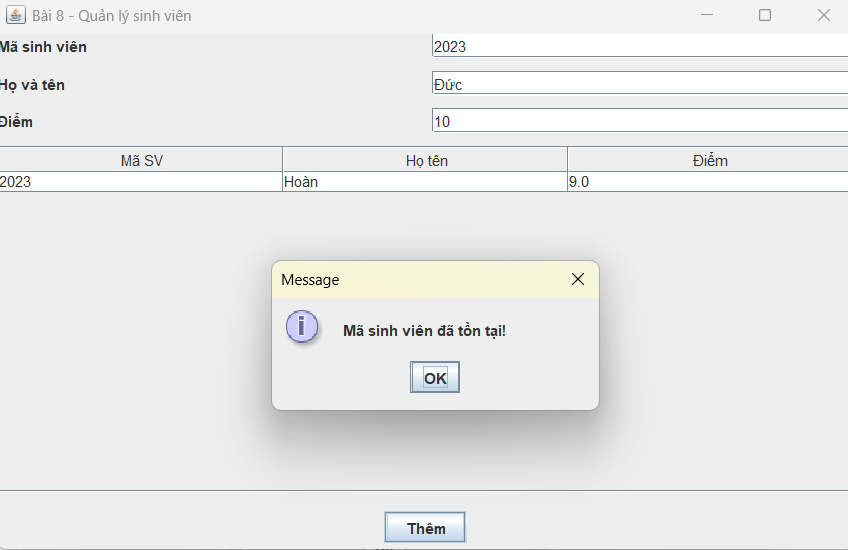 Bài 8 - Quản lý sinh viên
Mã sinh viên 2023
Họ và tên Đức
Điểm 10
Mã SV Họ tên Điểm
2023 Hoàn 9.0
Message
Mã sinh viên đã tồn tại!
OK
Thêm